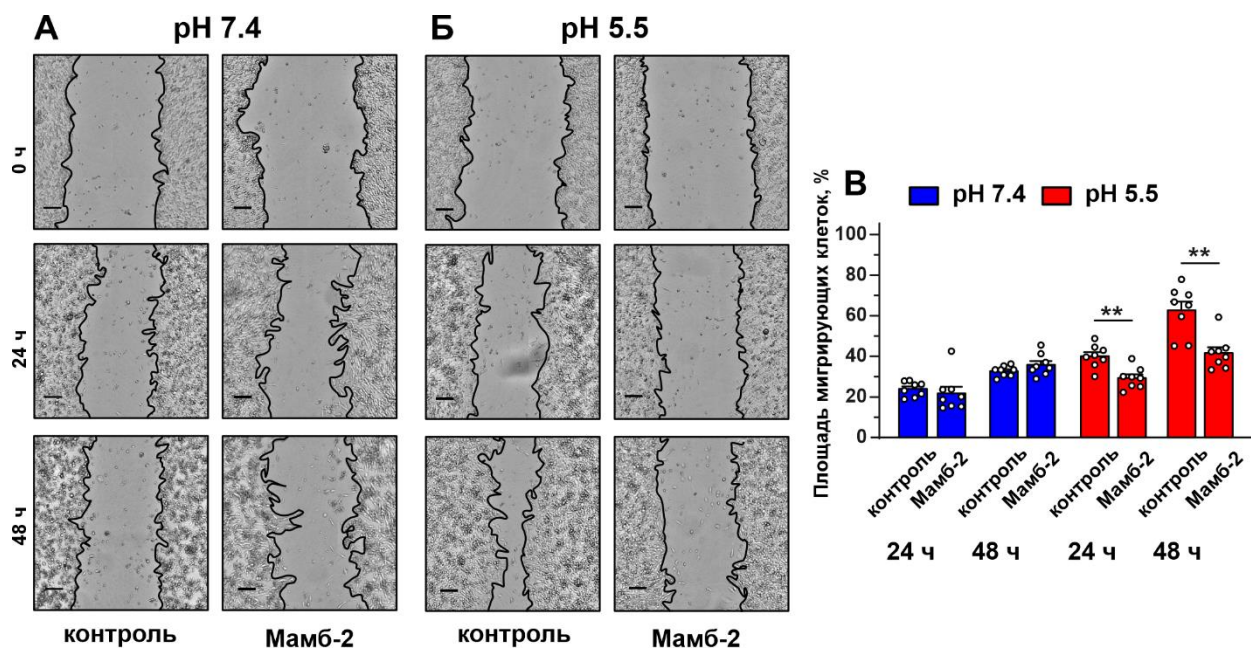 А
pH 7.4
Б
pH 5.5
0 ч
24 ч
48 ч
контроль
Мамб-2
контроль
Мамб-2
В
pH 7.4
pH 5.5
Площадь мигрирующих клеток, %
100
80
60
40
20
0
**
**
контроль
Мамб-2
контроль
Мамб-2
контроль
Мамб-2
контроль
Мамб-2
24 ч
48 ч
24 ч
48 ч